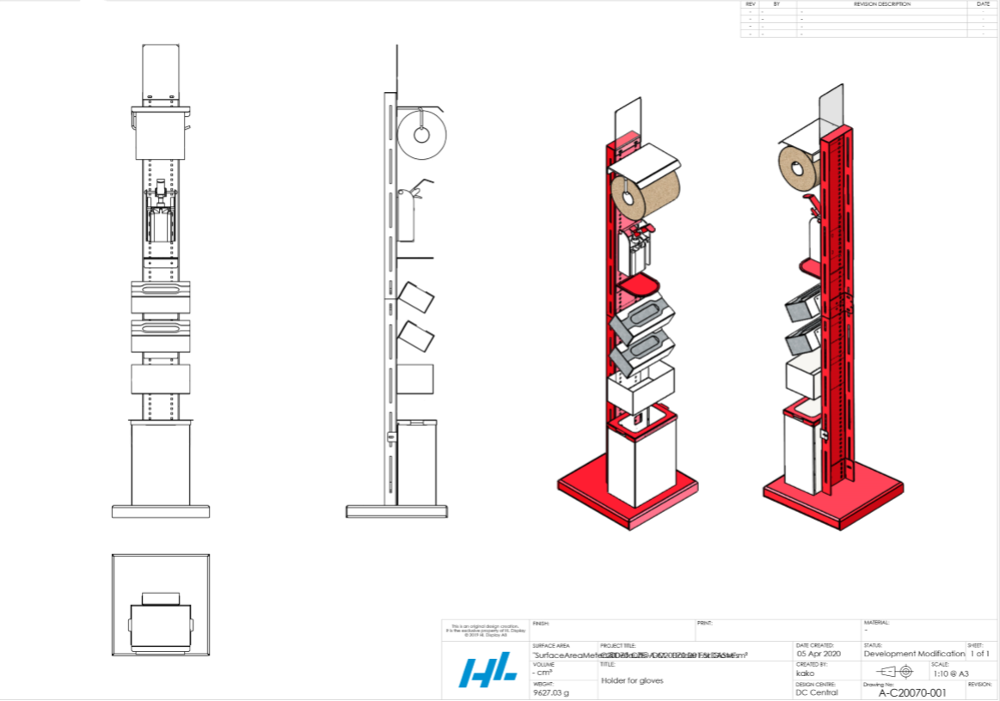 REV BY REVISION DESCRIPTION DATE
- - - -
- - - -
- - - -
- - - -
This is an original design creation.
It is the exclusive property of HL Display
© 2019 HL Display AB
FINISH:
PRINT:
MATERIAL:
-
SURFACE AREA
PROJECT TITLE:
DATE CREATED:
05 Apr 2020
STATUS:
Development Modification
SHEET:
1 of 1
VOLUME
- cm³
TITLE:
Holder for gloves
CREATED BY:
kako
SCALE:
1:10 @ A3
WEIGHT:
9627.03 g
DESIGN CENTRE:
DC Central
Drawing No:
A-C20070-001
REVISION:
HL